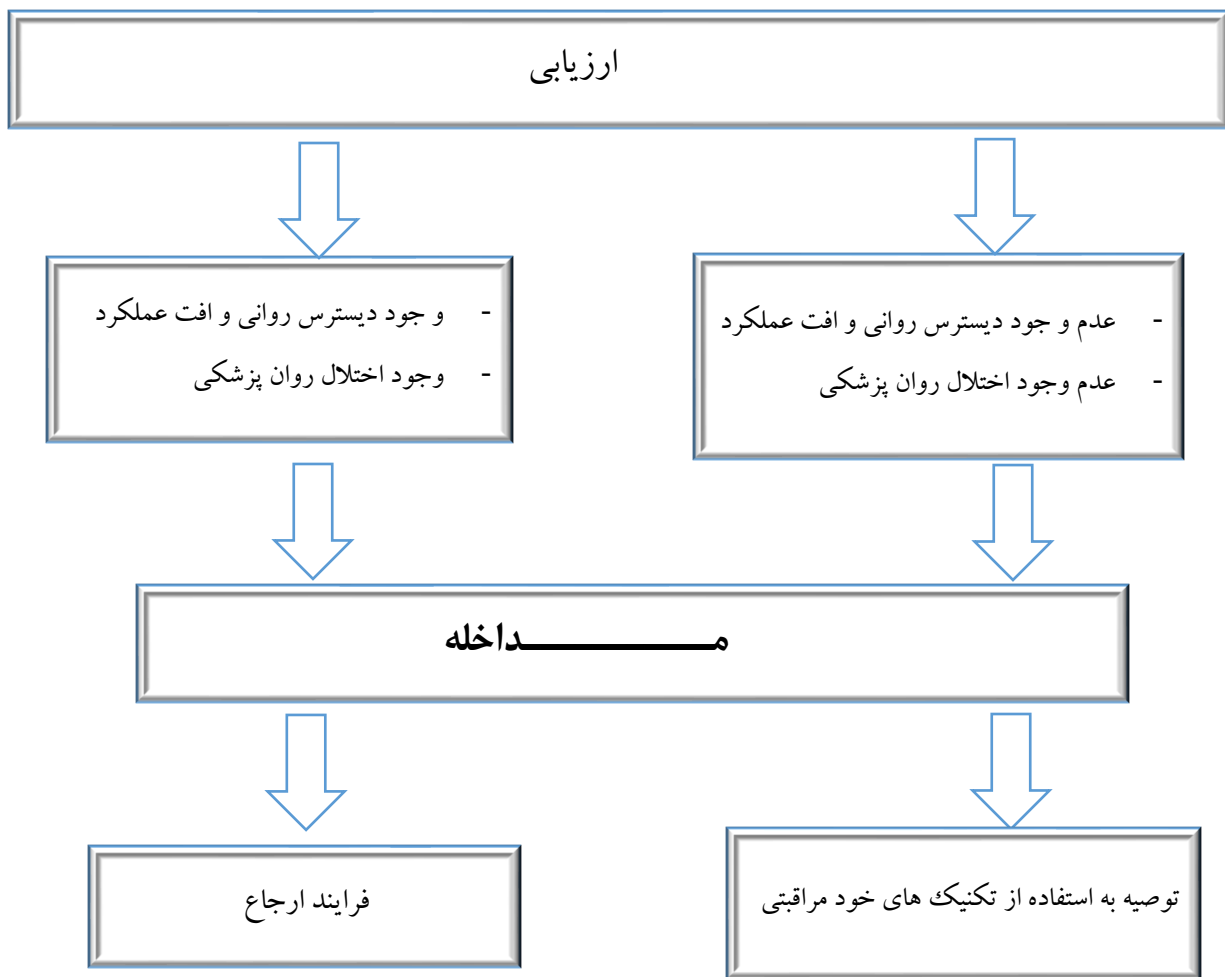 ارزیابی
- عدم و جود دیسترس روانی و افت عملکرد
- عدم وجود اختلال روان پزشکی
- و جود دیسترس روانی و افت عملکرد
- وجود اختلال روان پزشکی
مـــــــــــداخله
توصیه به استفاده از تکنیک های خود مراقبتی
فرایند ارجاع